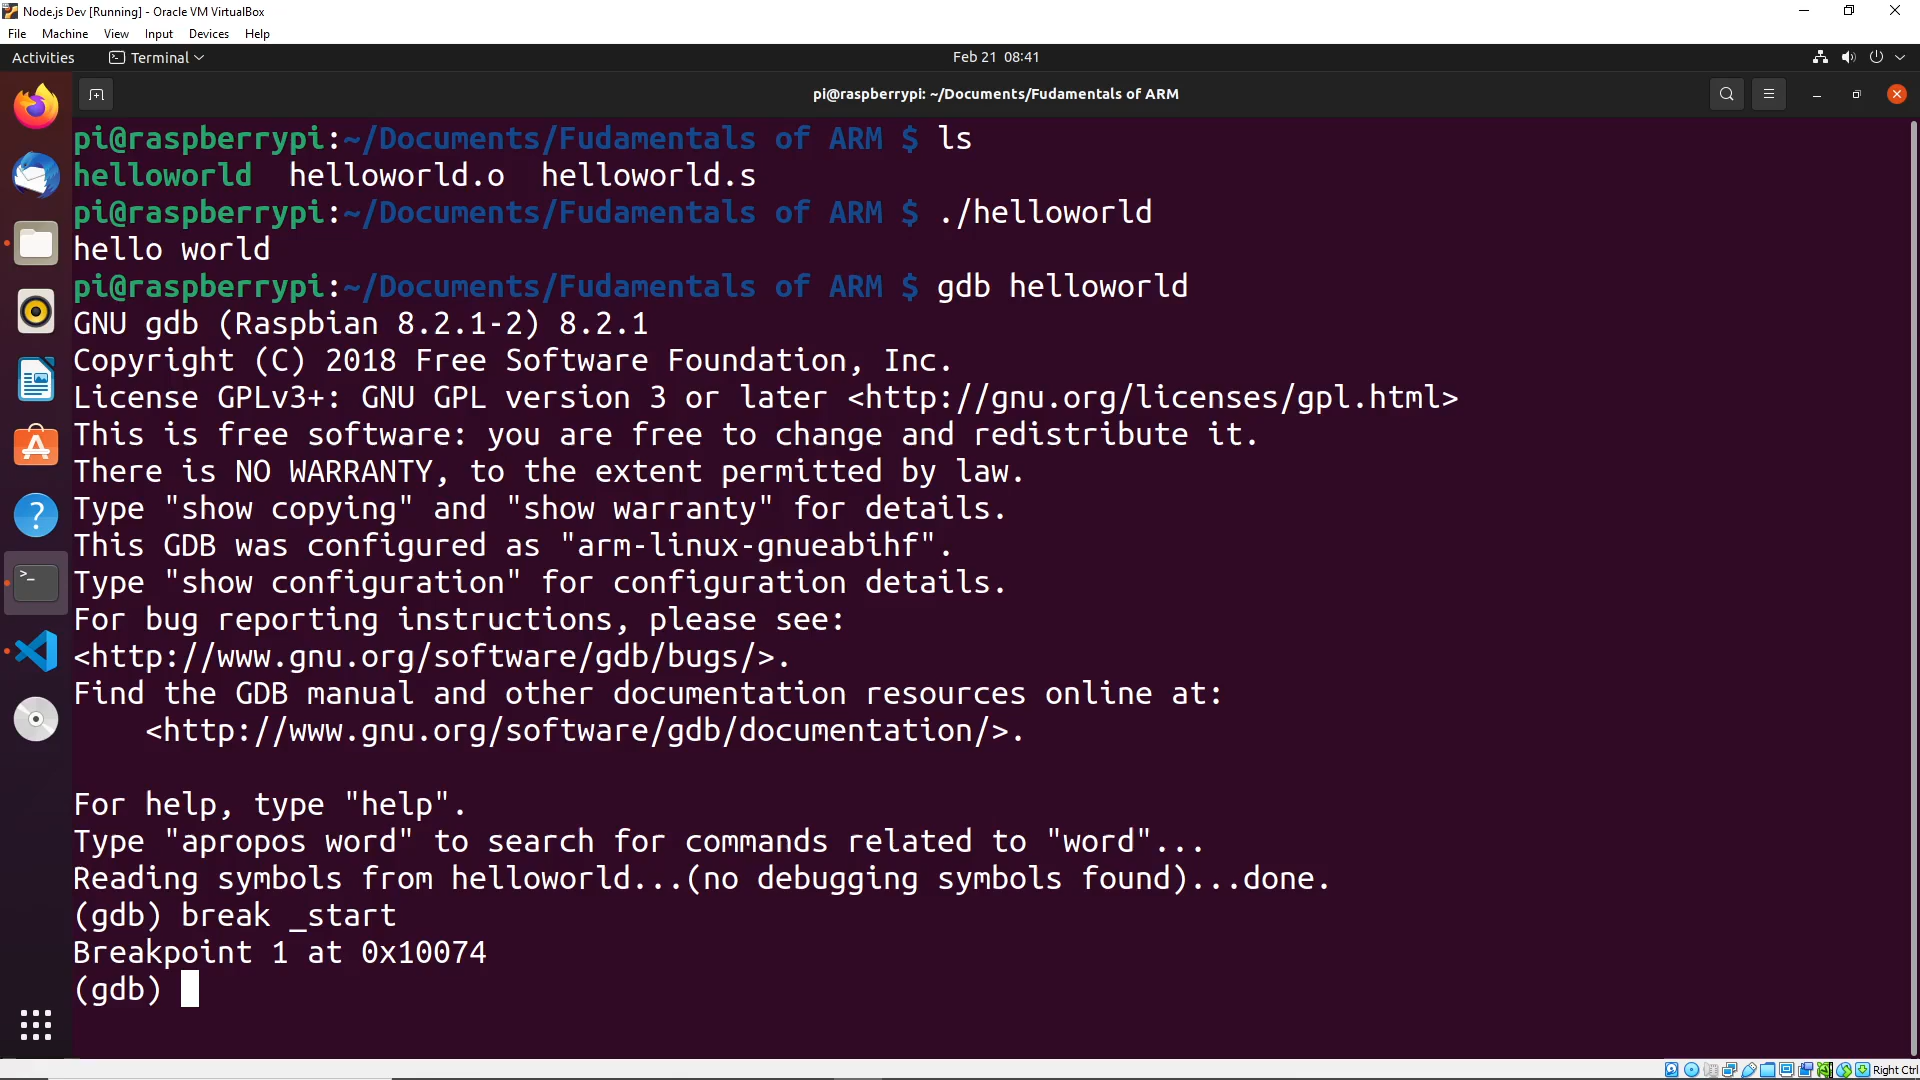 Node.js Dev [Running] - Oracle VM VirtualBox
File Machine View Input Devices Help
Activities Terminal Feb 21 08:41
pi@raspberrypi: ~/Documents/Fudamentals of ARM
pi@raspberrypi:~/Documents/Fudamentals of ARM $ ls
helloworld helloworld.o helloworld.s
pi@raspberrypi:~/Documents/Fudamentals of ARM $ ./helloworld
hello world
pi@raspberrypi:~/Documents/Fudamentals of ARM $ gdb helloworld
GNU gdb (Raspbian 8.2.1-2) 8.2.1
Copyright (C) 2018 Free Software Foundation, Inc.
License GPLv3+: GNU GPL version 3 or later <http://gnu.org/licenses/gpl.html>
This is free software: you are free to change and redistribute it.
There is NO WARRANTY, to the extent permitted by law.
Type "show copying" and "show warranty" for details.
This GDB was configured as "arm-linux-gnueabihf".
Type "show configuration" for configuration details.
For bug reporting instructions, please see:
<http://www.gnu.org/software/gdb/bugs/>.
Find the GDB manual and other documentation resources online at:
<http://www.gnu.org/software/gdb/documentation/>.
For help, type "help".
Type "apropos word" to search for commands related to "word"...
Reading symbols from helloworld...(no debugging symbols found)...done.
(gdb) break _start
Breakpoint 1 at 0x10074
(gdb)
Right Ctrl